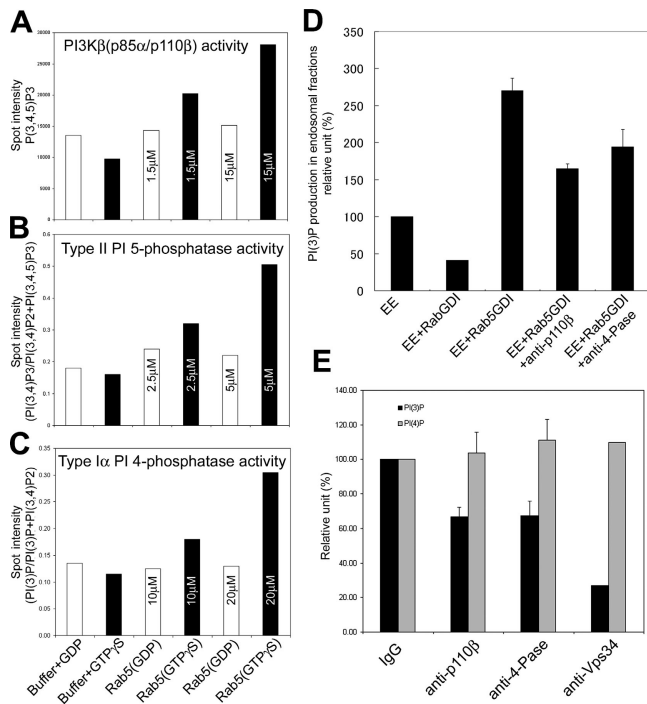 A
PI3Kβ(p85α/p110β) activity
Spot intensity
P(3,4,5)P3
30000
25000
20000
15000
10000
5000
0
1.5μM
1.5μM
15μM
15μM
B
Type II PI 5-phosphatase activity
Spot intensity
(PI(3,4)P3/PI(3,4)P2+PI(3,4,5)P3)
0.6
0.5
0.4
0.3
0.2
0.1
0
2.5μM
2.5μM
5μM
5μM
C
Type Iα PI 4-phosphatase activity
Spot intensity
(PI(3)P/PI(3)P+PI(3,4)P2)
0.35
0.30
0.25
0.20
0.15
0.10
0.05
0.00
10μM
10μM
20μM
20μM
Buffer+GDP
Buffer+GTPγS
Rab5(GDP)
Rab5(GTPγS)
Rab5(GDP)
Rab5(GTPγS)
D
PI(3)P production in endosomal fractions
relative unit (%)
350
300
250
200
150
100
50
0
EE
EE+RabGDI
EE+Rab5GDI
EE+Rab5GDI
+anti-p110β
EE+Rab5GDI
+anti-4-Pase
E
Relative unit (%)
140.00
120.00
100.00
80.00
60.00
40.00
20.00
0.00
PI(3)P
PI(4)P
IgG
anti-p110β
anti-4-Pase
anti-Vps34